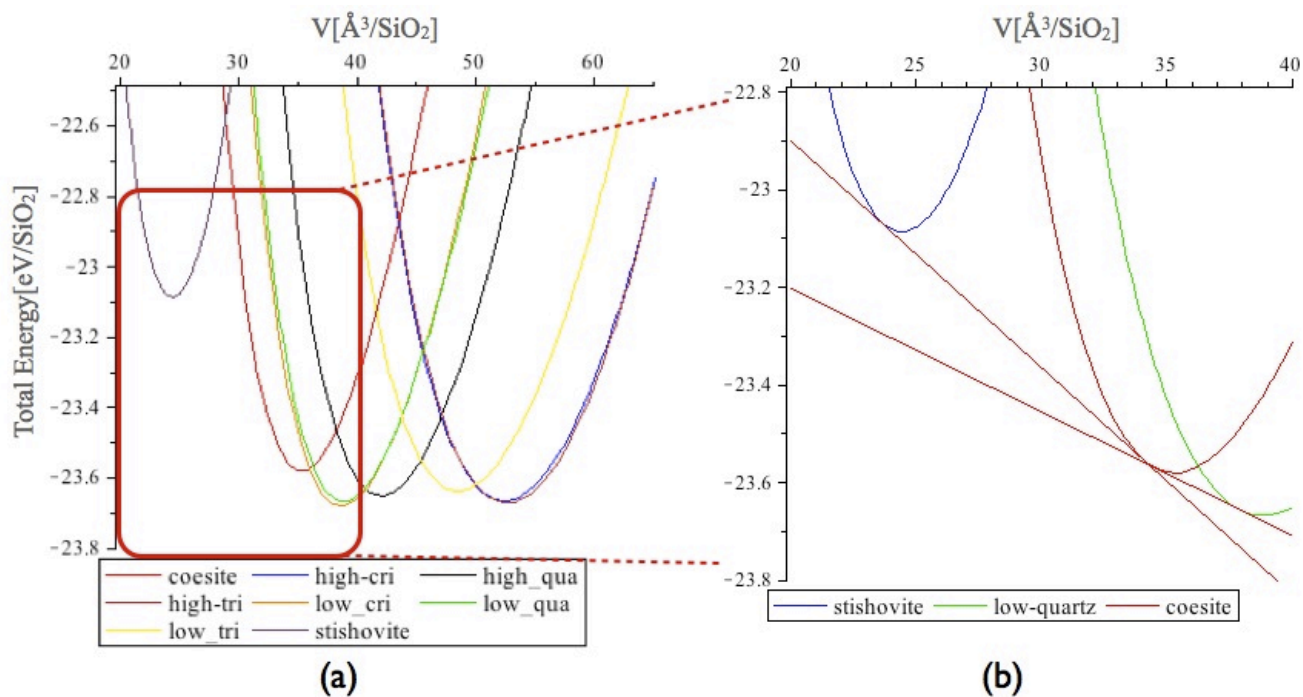 V[Å³/SiO₂]
20 30 40 50 60
Total Energy[eV/SiO₂]
-22.6
-22.8
-23
-23.2
-23.4
-23.6
-23.8
coesite high-cri high_qua
high-tri low_cri low_qua
low_tri stishovite
(a)
V[Å³/SiO₂]
20 25 30 35 40
-22.8
-23
-23.2
-23.4
-23.6
-23.8
stishovite low-quartz coesite
(b)